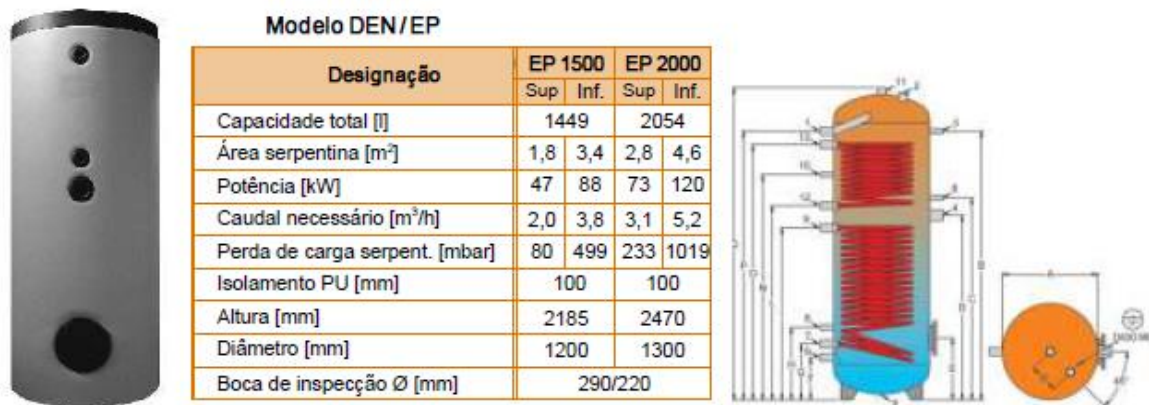 Modelo DEN/EP
Designação EP 1500 EP 2000
Sup Inf. Sup Inf.
Capacidade total [l] 1449 2054
Área serpentina [m²] 1,8 3,4 2,8 4,6
Potência [kW] 47 88 73 120
Caudal necessário [m³/h] 2,0 3,8 3,1 5,2
Perda de carga serpent. [mbar] 80 499 233 1019
Isolamento PU [mm] 100 100
Altura [mm] 2185 2470
Diâmetro [mm] 1200 1300
Boca de inspecção Ø [mm] 290/220